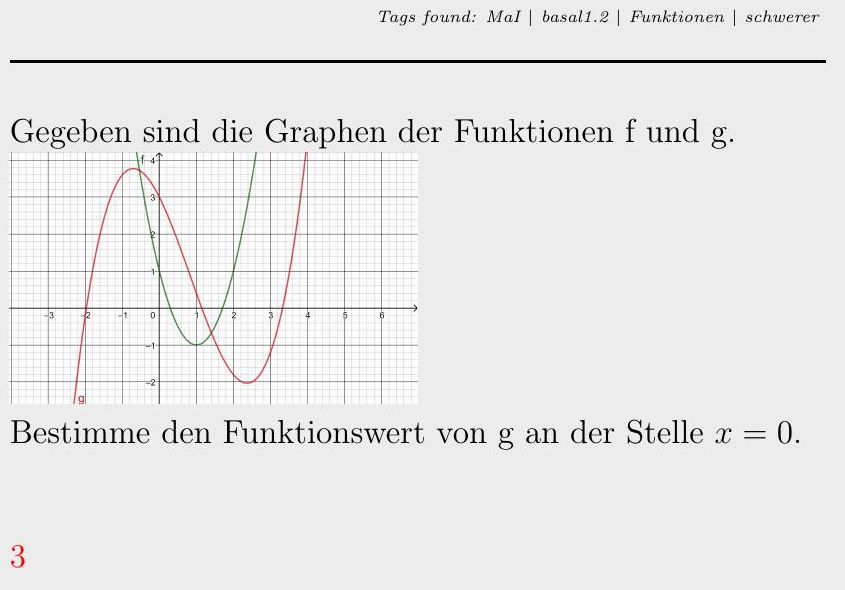 Tags found: MaI | basal1.2 | Funktionen | schwerer
Gegeben sind die Graphen der Funktionen f und g.
f 4
3
2
1
-3 -2 -1 0 1 2 3 4 5 6
-1
-2
g
Bestimme den Funktionswert von g an der Stelle x = 0.
3